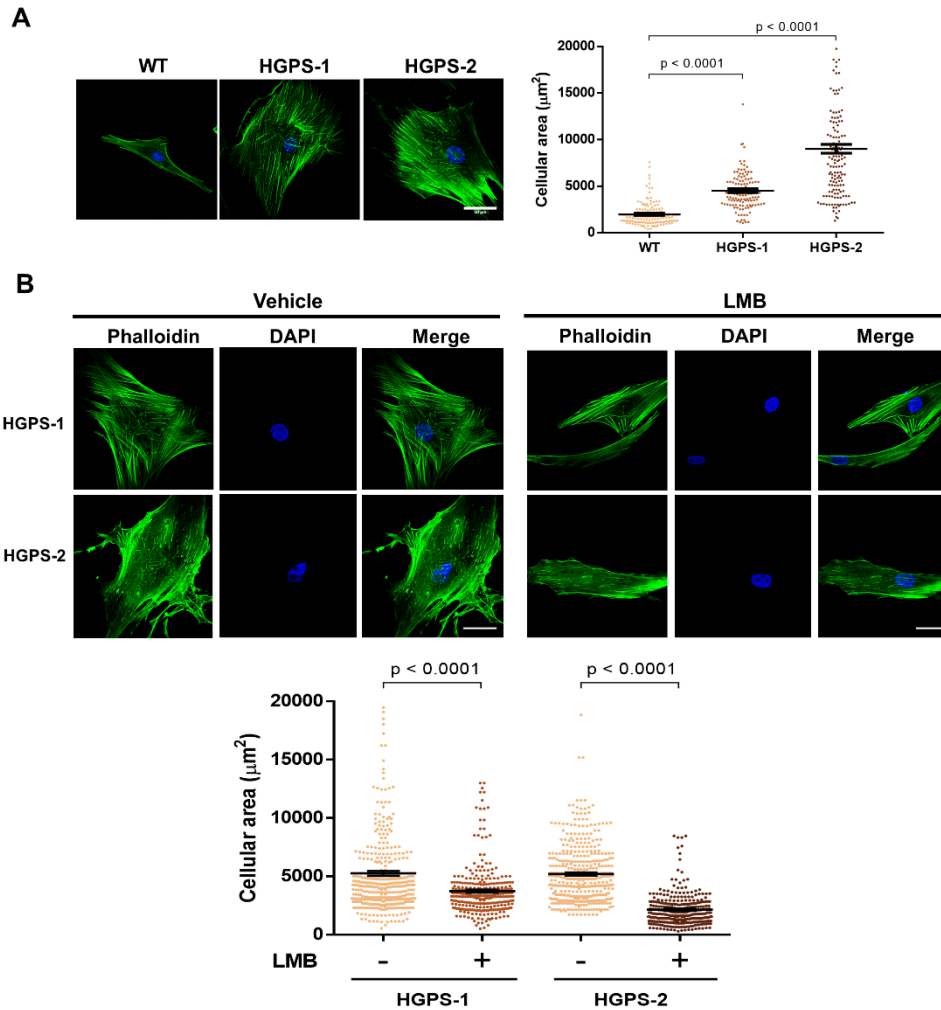 A
WT HGPS-1 HGPS-2
p < 0.0001
p < 0.0001
Cellular area (μm²)
20000
15000
10000
5000
0
WT HGPS-1 HGPS-2
B
Vehicle LMB
Phalloidin DAPI Merge Phalloidin DAPI Merge
HGPS-1
HGPS-2
p < 0.0001 p < 0.0001
Cellular area (μm²)
20000
15000
10000
5000
0
LMB - + - +
HGPS-1 HGPS-2